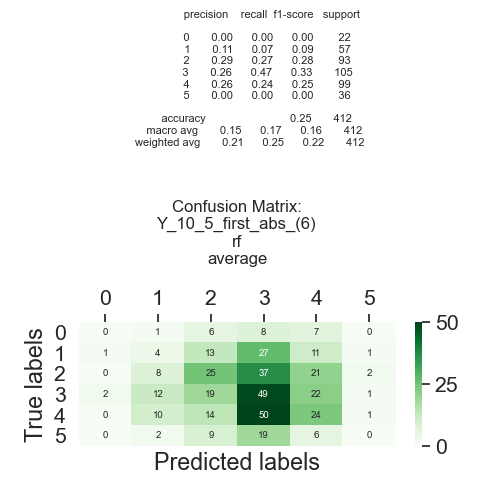 precision recall f1-score support
0 0.00 0.00 0.00 22
1 0.11 0.07 0.09 57
2 0.29 0.27 0.28 93
3 0.26 0.47 0.33 105
4 0.26 0.24 0.25 99
5 0.00 0.00 0.00 36
accuracy 0.25 412
macro avg 0.15 0.17 0.16 412
weighted avg 0.21 0.25 0.22 412
Confusion Matrix:
Y_10_5_first_abs_(6)
rf
average
0 1 2 3 4 5
0 0 1 6 8 7 0
1 1 4 13 27 11 1
2 0 8 25 37 21 2
3 2 12 19 49 22 1
4 0 10 14 50 24 1
5 0 2 9 19 6 0
True labels
Predicted labels
50
25
0